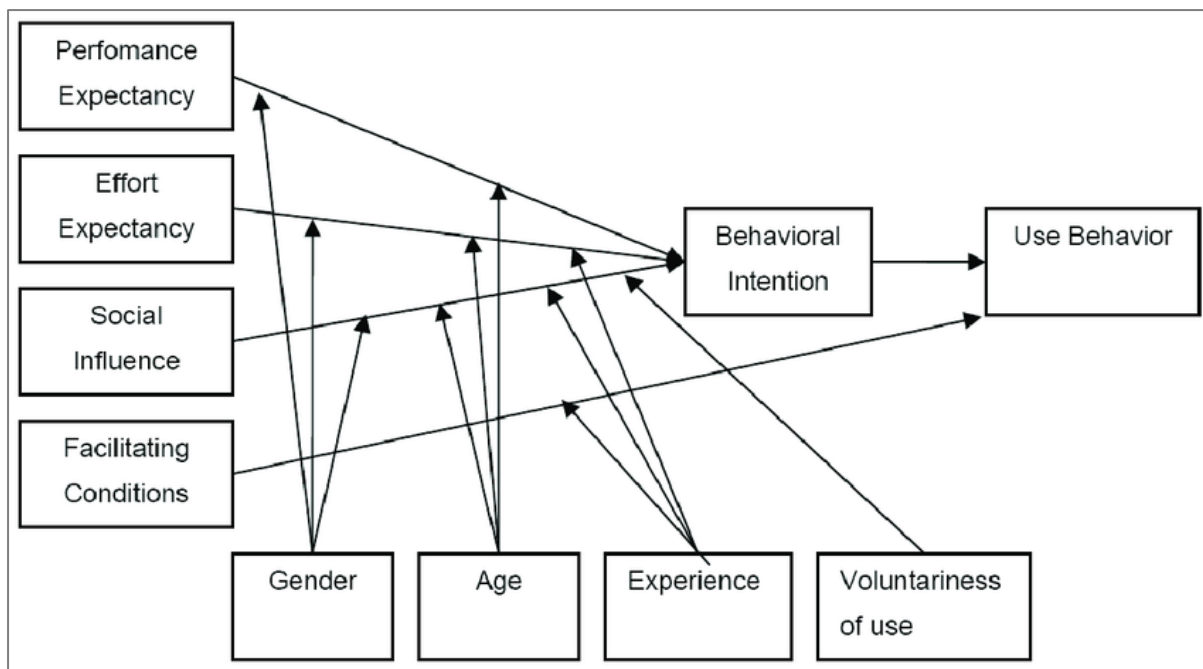 Perfomance
Expectancy
Effort
Expectancy
Social
Influence
Facilitating
Conditions
Behavioral
Intention
Use Behavior
Gender
Age
Experience
Voluntariness
of use